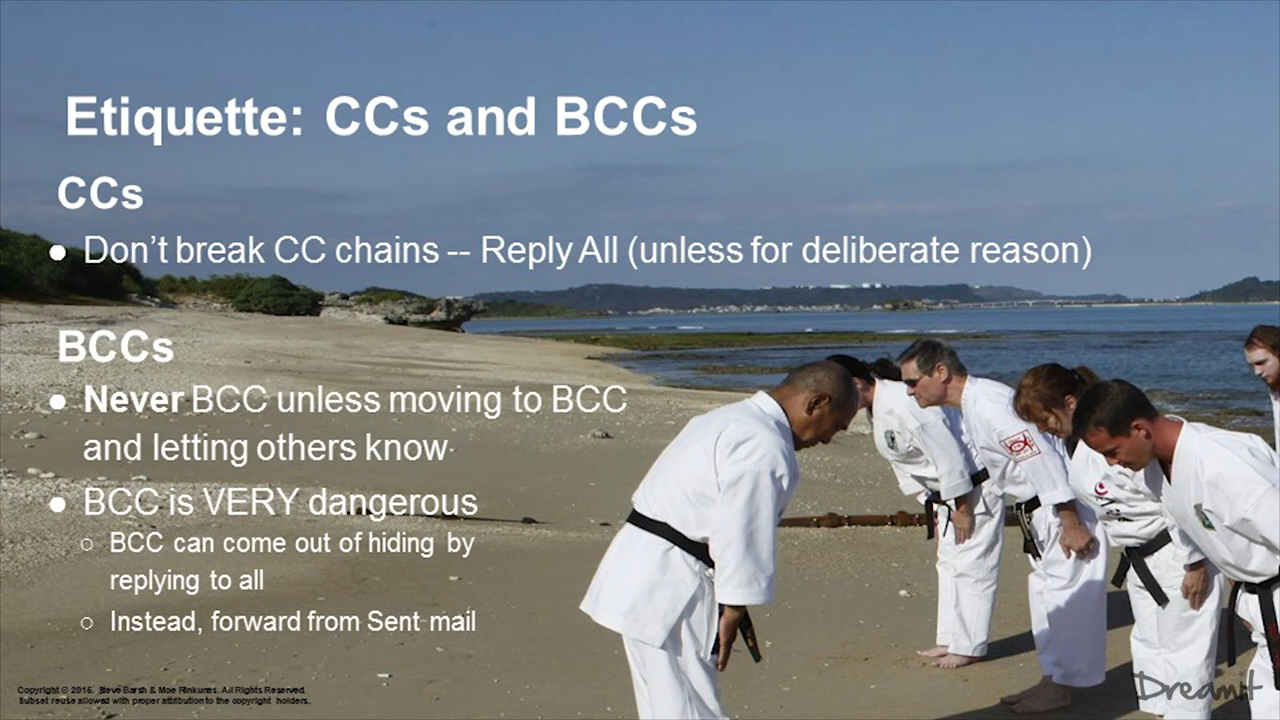 Etiquette: CCs and BCCs
CCs
● Don’t break CC chains -- Reply All (unless for deliberate reason)
BCCs
● Never BCC unless moving to BCC
and letting others know
● BCC is VERY dangerous
○ BCC can come out of hiding by
replying to all
○ Instead, forward from Sent mail
Copyright © 2016. Steve Barsh & Moe Rinkunas. All Rights Reserved.
Subset reuse allowed with proper attribution to the copyright holders.
Dreamit